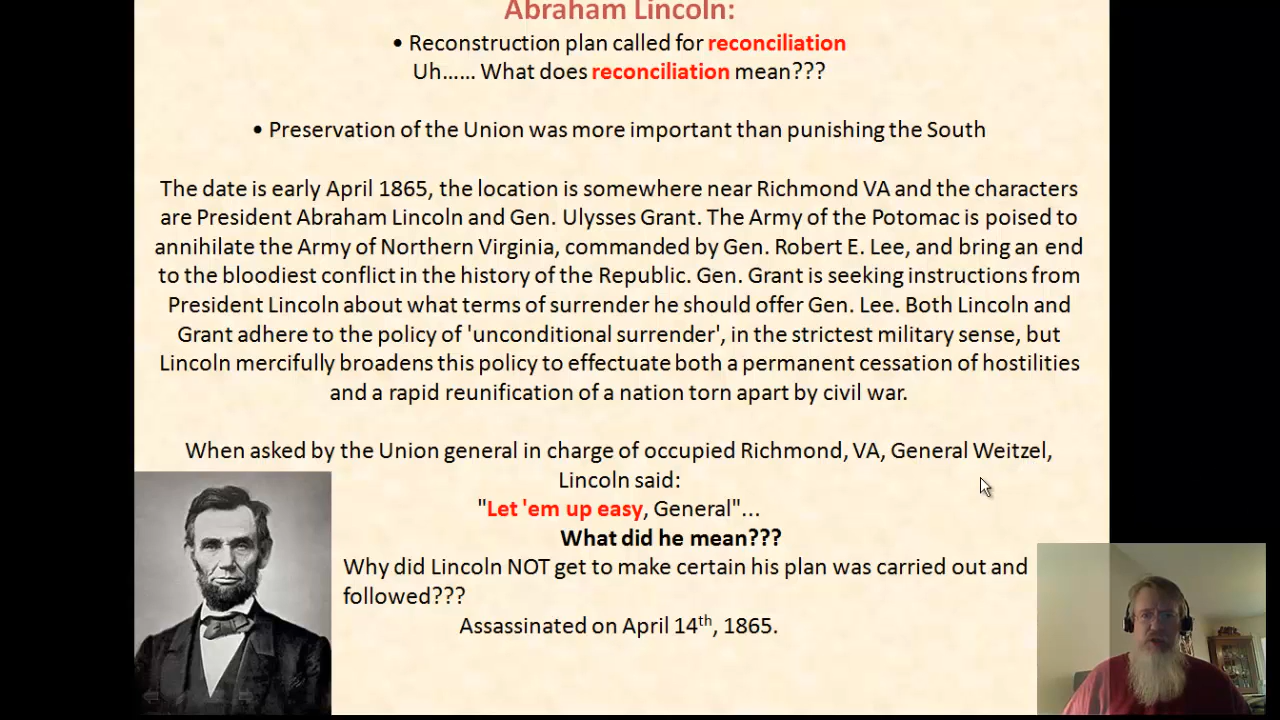 Abraham Lincoln:
• Reconstruction plan called for reconciliation
Uh...... What does reconciliation mean???
• Preservation of the Union was more important than punishing the South
The date is early April 1865, the location is somewhere near Richmond VA and the characters
are President Abraham Lincoln and Gen. Ulysses Grant. The Army of the Potomac is poised to
annihilate the Army of Northern Virginia, commanded by Gen. Robert E. Lee, and bring an end
to the bloodiest conflict in the history of the Republic. Gen. Grant is seeking instructions from
President Lincoln about what terms of surrender he should offer Gen. Lee. Both Lincoln and
Grant adhere to the policy of 'unconditional surrender', in the strictest military sense, but
Lincoln mercifully broadens this policy to effectuate both a permanent cessation of hostilities
and a rapid reunification of a nation torn apart by civil war.
When asked by the Union general in charge of occupied Richmond, VA, General Weitzel,
Lincoln said:
"Let 'em up easy, General"...
What did he mean???
Why did Lincoln NOT get to make certain his plan was carried out and
followed???
Assassinated on April 14th, 1865.